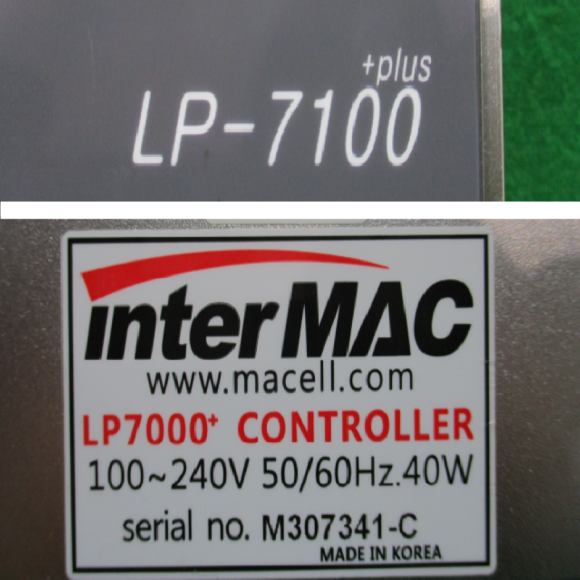 +plus
LP-7100
interMAC
www.macell.com
LP7000+ CONTROLLER
100~240V 50/60Hz.40W
serial no. M307341-C
MADE IN KOREA